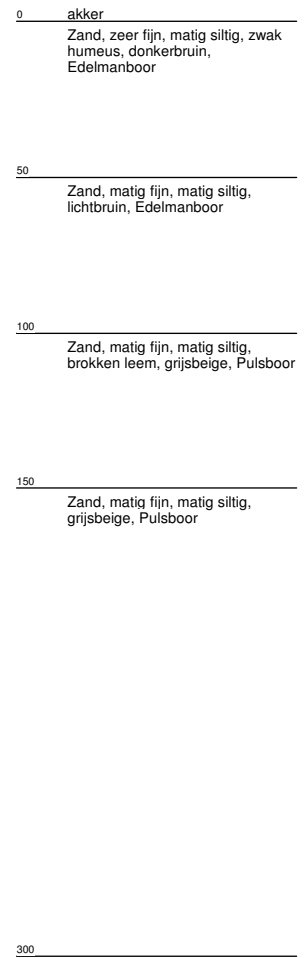 0 akker
Zand, zeer fijn, matig siltig, zwak
humeus, donkerbruin,
Edelmanboor
50
Zand, matig fijn, matig siltig,
lichtbruin, Edelmanboor
100
Zand, matig fijn, matig siltig,
brokken leem, grijsbeige, Pulsboor
150
Zand, matig fijn, matig siltig,
grijsbeige, Pulsboor
300